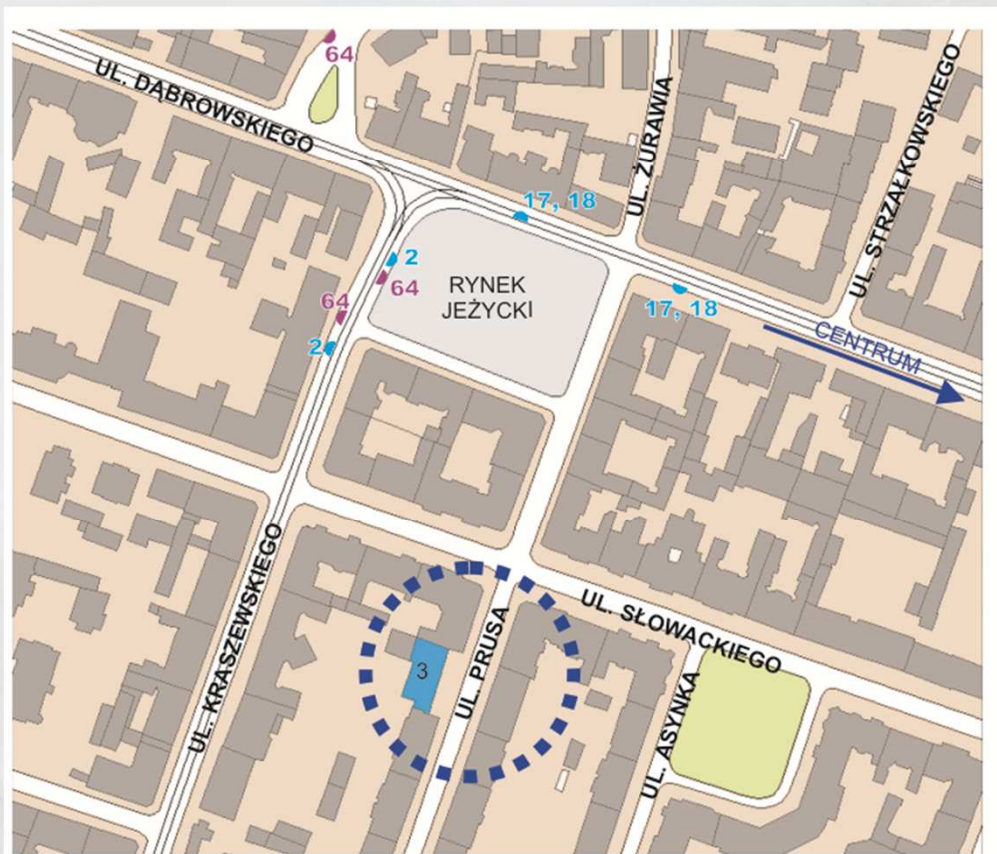 64
UL. DĄBROWSKIEGO
UL. ŻURAWIA
UL. STRZAŁKOWSKIEGO
17, 18
2
64
RYNEK
JEŻYCKI
64
2
17, 18
CENTRUM
UL. KRASZEWSKIEGO
UL. PRUSA
UL. SŁOWACKIEGO
3
UL. ASYNKA